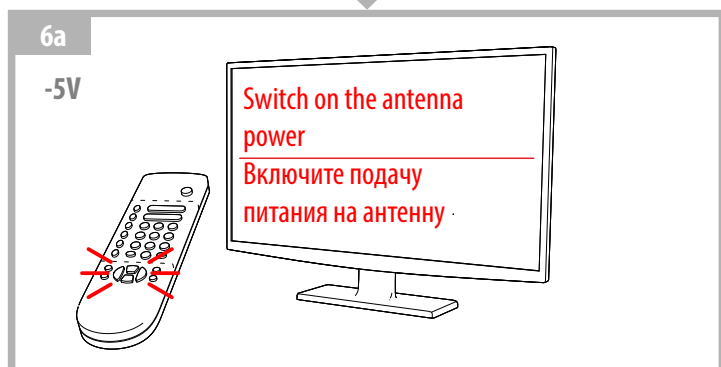 6a
-5V
Switch on the antenna
power
Включите подачу
питания на антенну